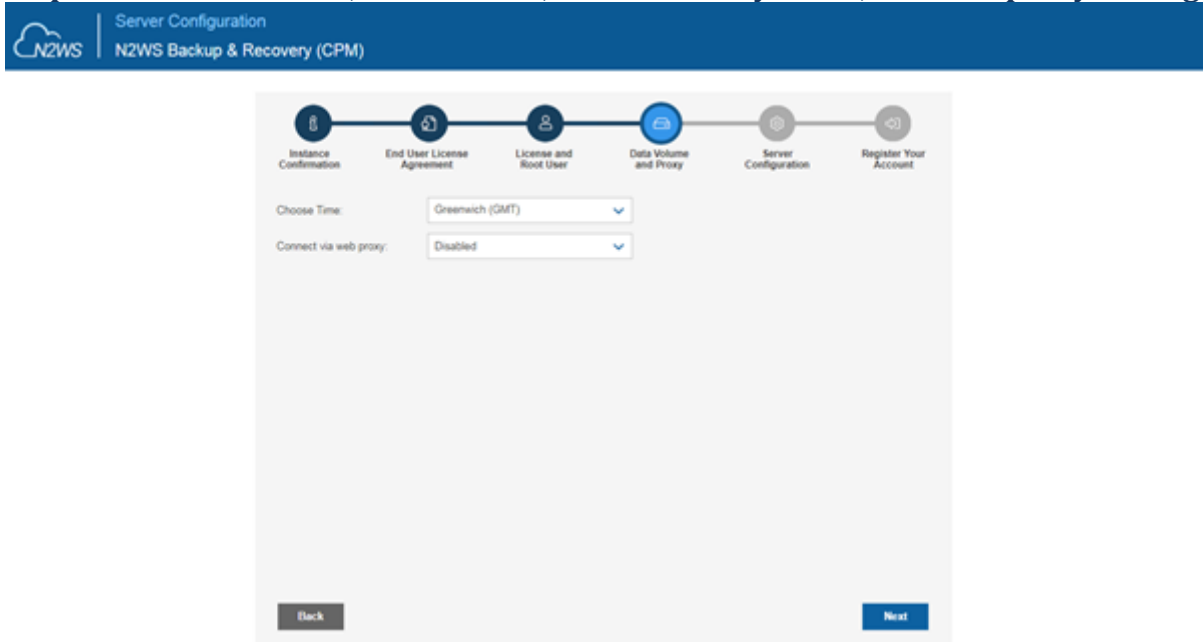 Server Configuration
N2WS
N2WS Backup & Recovery (CPM)
Instance
Confirmation
End User License
Agreement
License and
Root User
Data Volume
and Proxy
Server
Configuration
Register Your
Account
Choose Time:
Greenwich (GMT)
Connect via web proxy:
Disabled
Back
Next